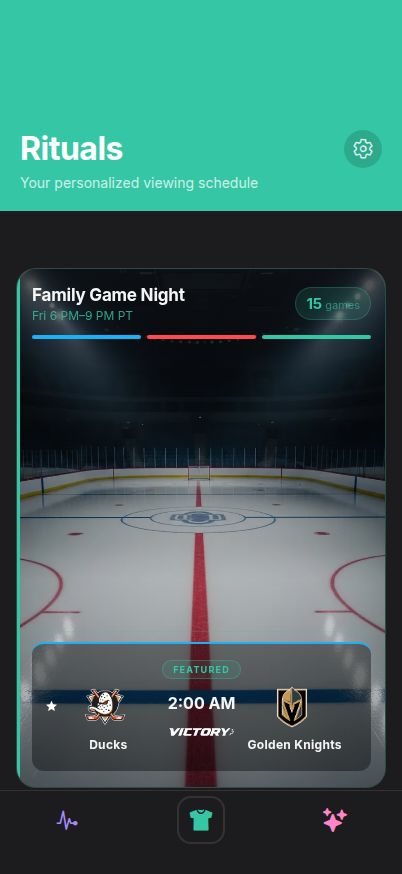 Rituals
Your personalized viewing schedule
Family Game Night
Fri 6 PM–9 PM PT
15 games
FEATURED
2:00 AM
VICTORY
Ducks
Golden Knights